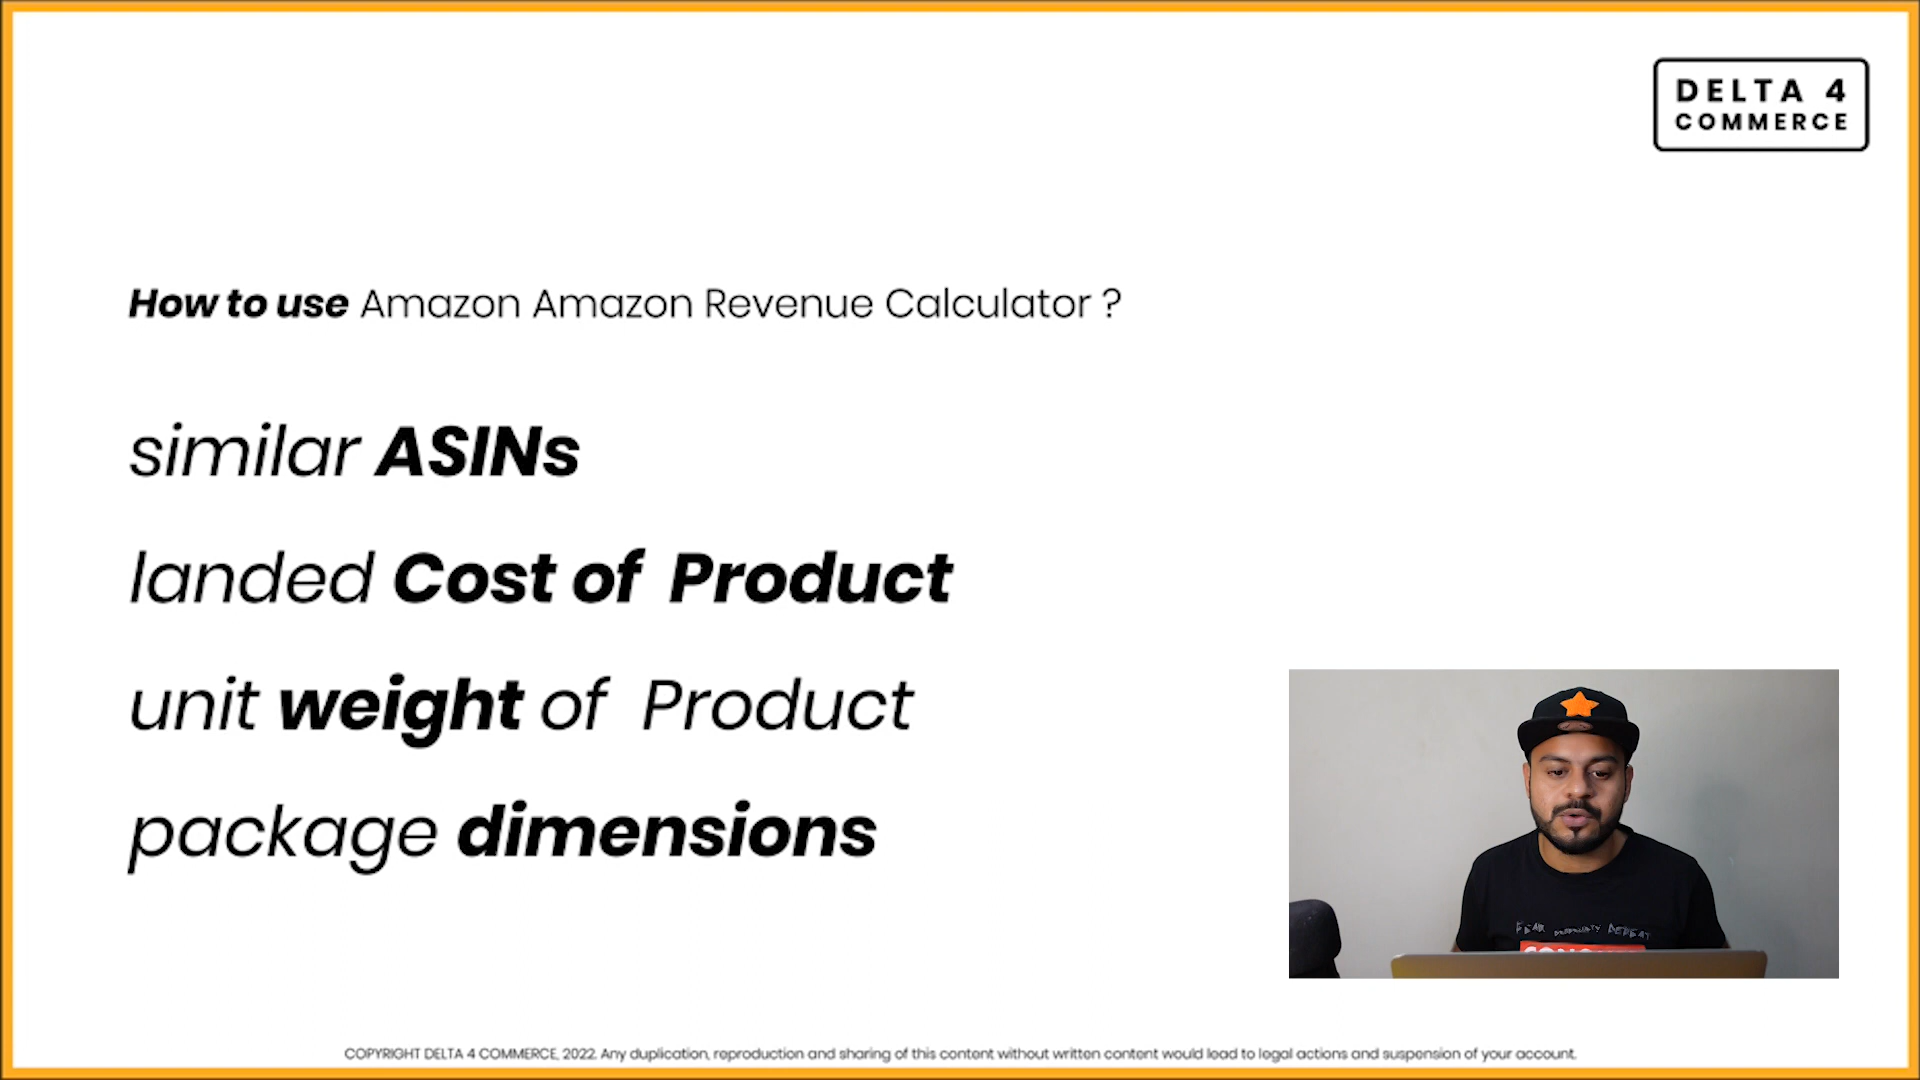 DELTA 4
COMMERCE
How to use Amazon Amazon Revenue Calculator ?
similar ASINs
landed Cost of Product
unit weight of Product
package dimensions
FEAR DEFEAT
COPYRIGHT DELTA 4 COMMERCE, 2022. Any duplication, reproduction and sharing of this content without written content would lead to legal actions and suspension of your account.